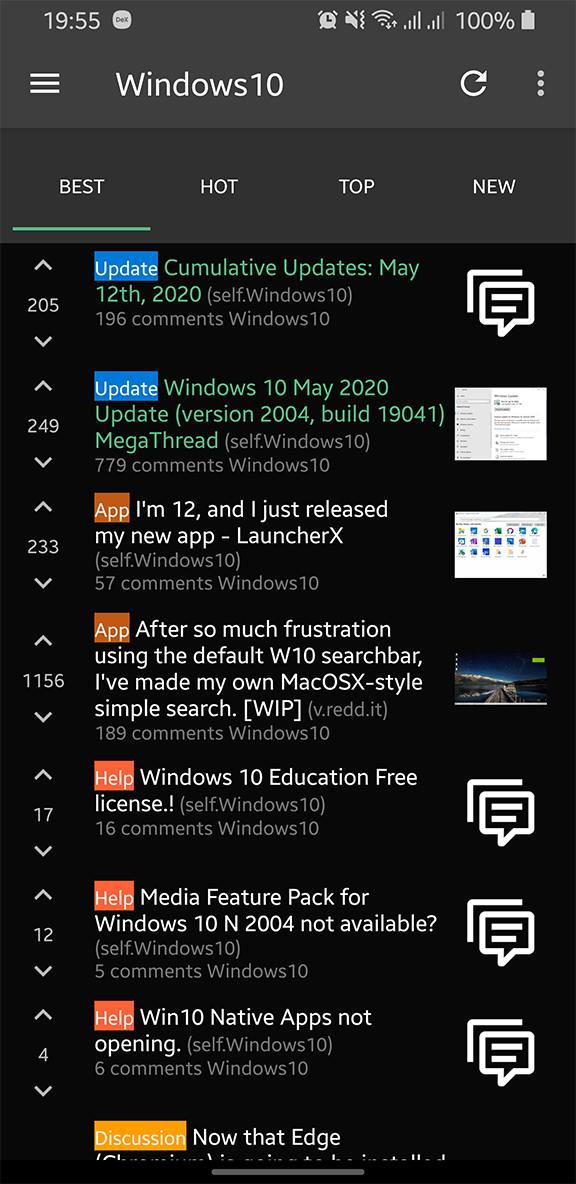 19:55 DeX 100%
Windows10
BEST HOT TOP NEW
Update Cumulative Updates: May
12th, 2020 (self.Windows10)
196 comments Windows10
205
Update Windows 10 May 2020
Update (version 2004, build 19041)
MegaThread (self.Windows10)
779 comments Windows10
249
App I'm 12, and I just released
my new app - LauncherX
(self.Windows10)
57 comments Windows10
233
App After so much frustration
using the default W10 searchbar,
I've made my own MacOSX-style
simple search. [WIP] (v.redd.it)
189 comments Windows10
1156
Help Windows 10 Education Free
license.! (self.Windows10)
16 comments Windows10
17
Help Media Feature Pack for
Windows 10 N 2004 not available?
(self.Windows10)
5 comments Windows10
12
Help Win10 Native Apps not
opening. (self.Windows10)
6 comments Windows10
4
Discussion Now that Edge
(Chromium) is going to be installed